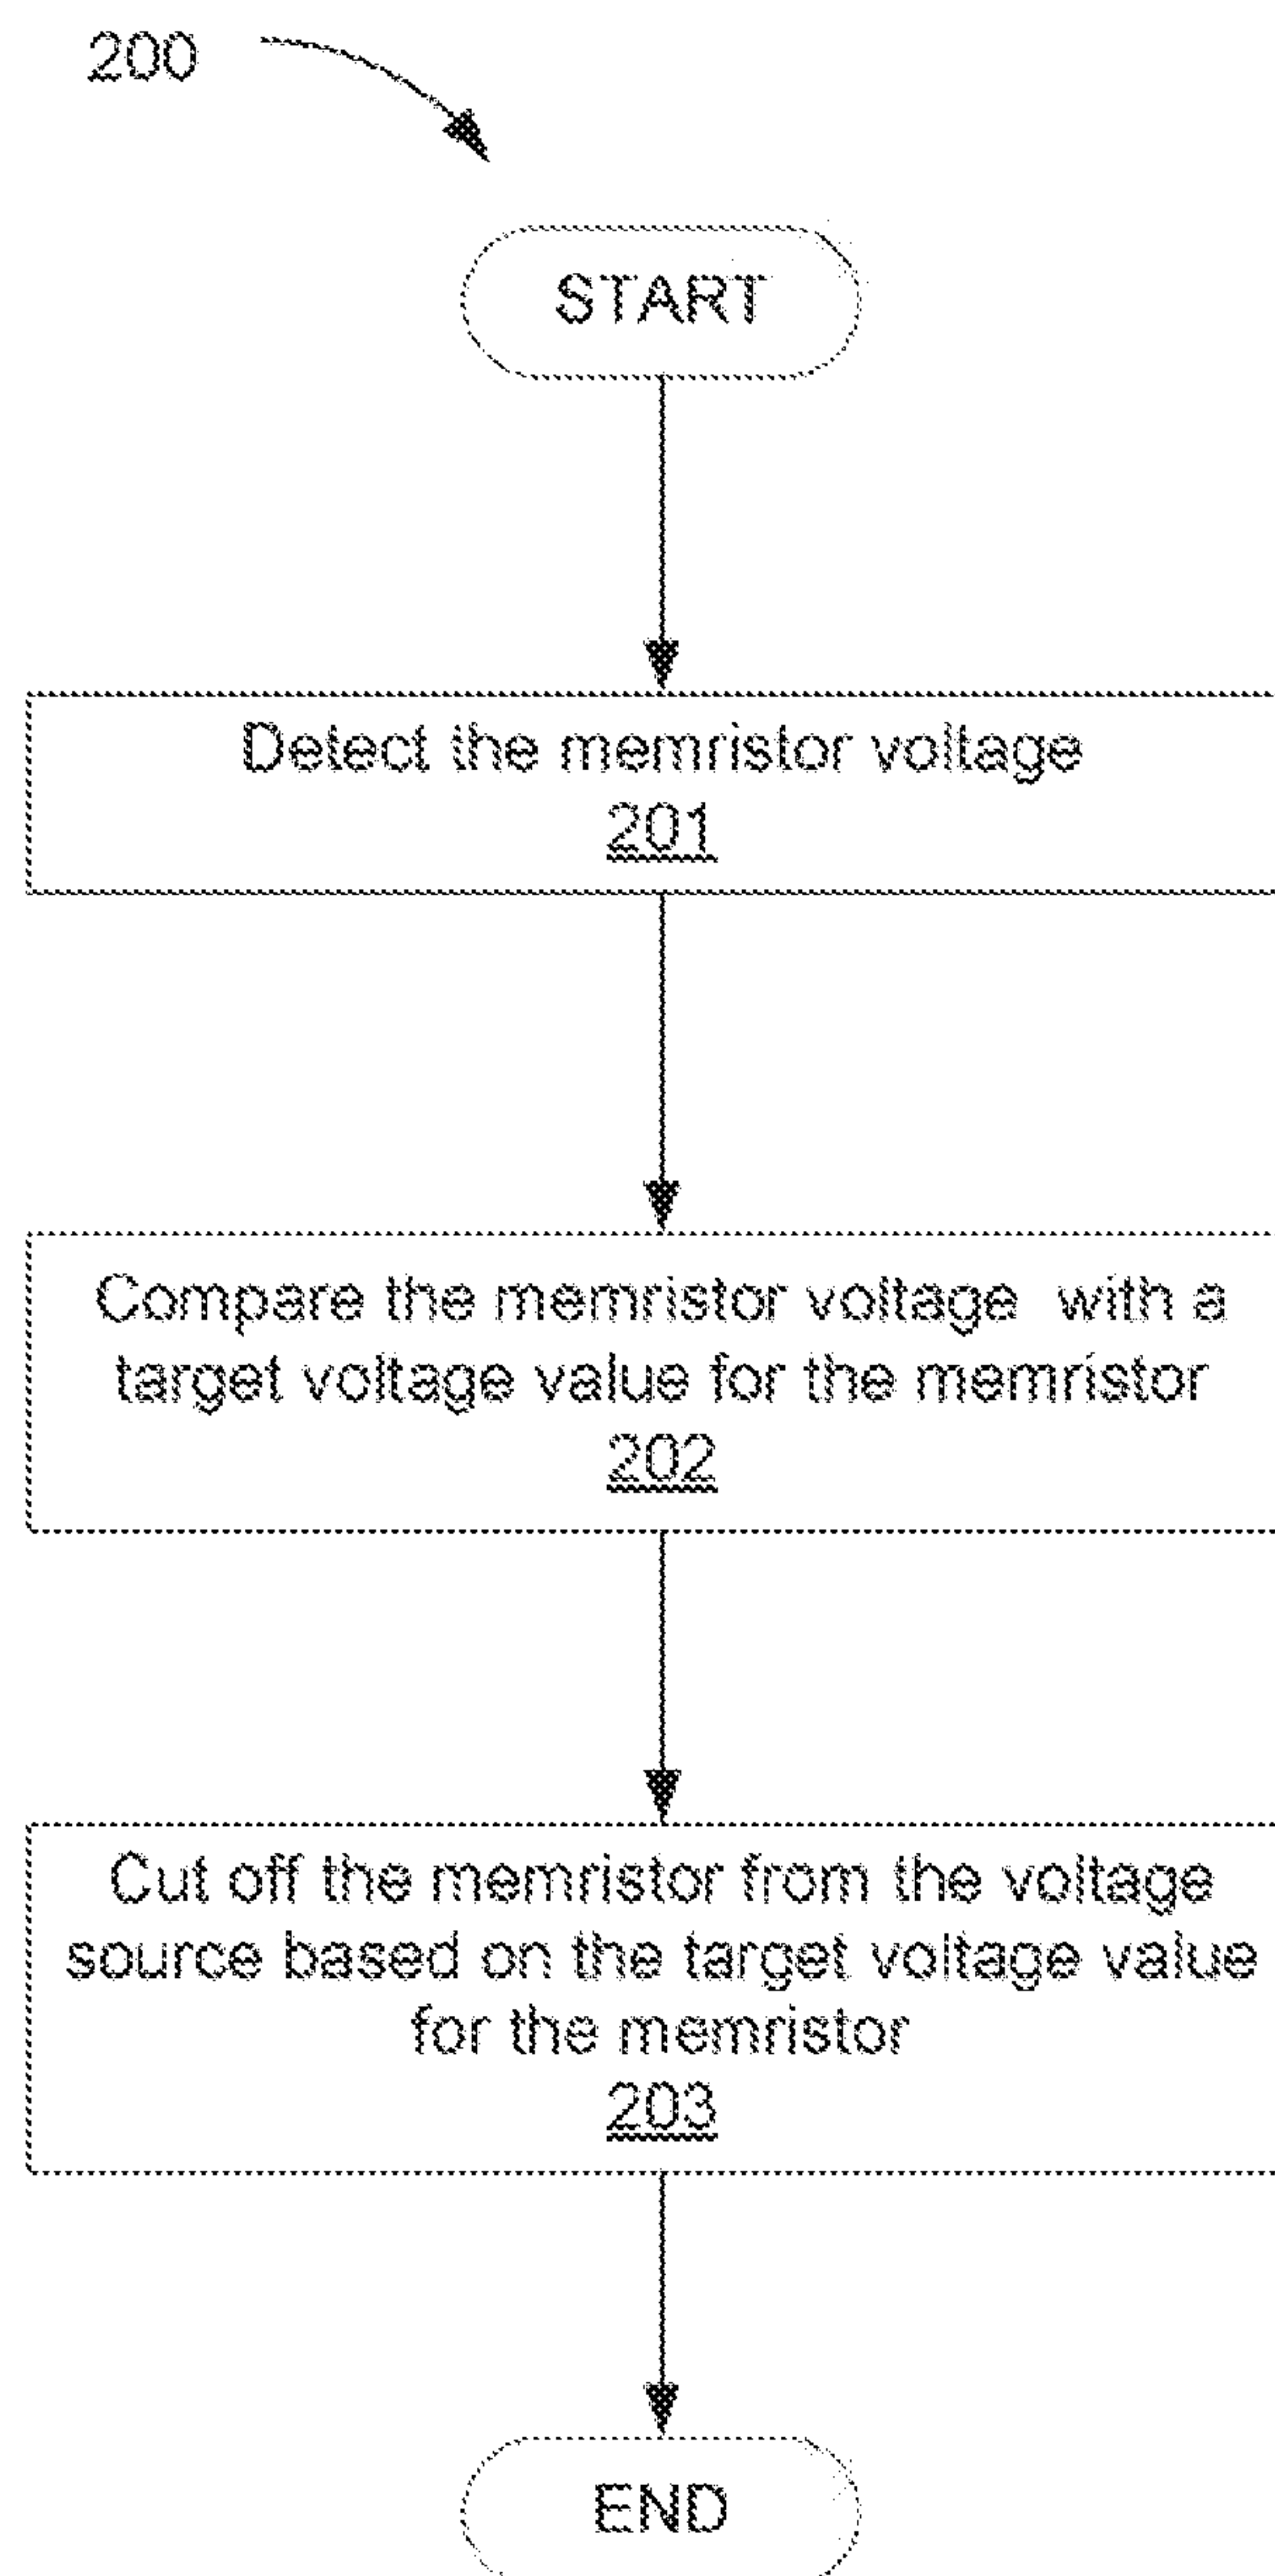 200
START
Detect the memristor voltage
201
Compare the memristor voltage with a
target voltage value for the memristor
202
Cut off the memristor from the voltage
source based on the target voltage value
for the memristor
203
END